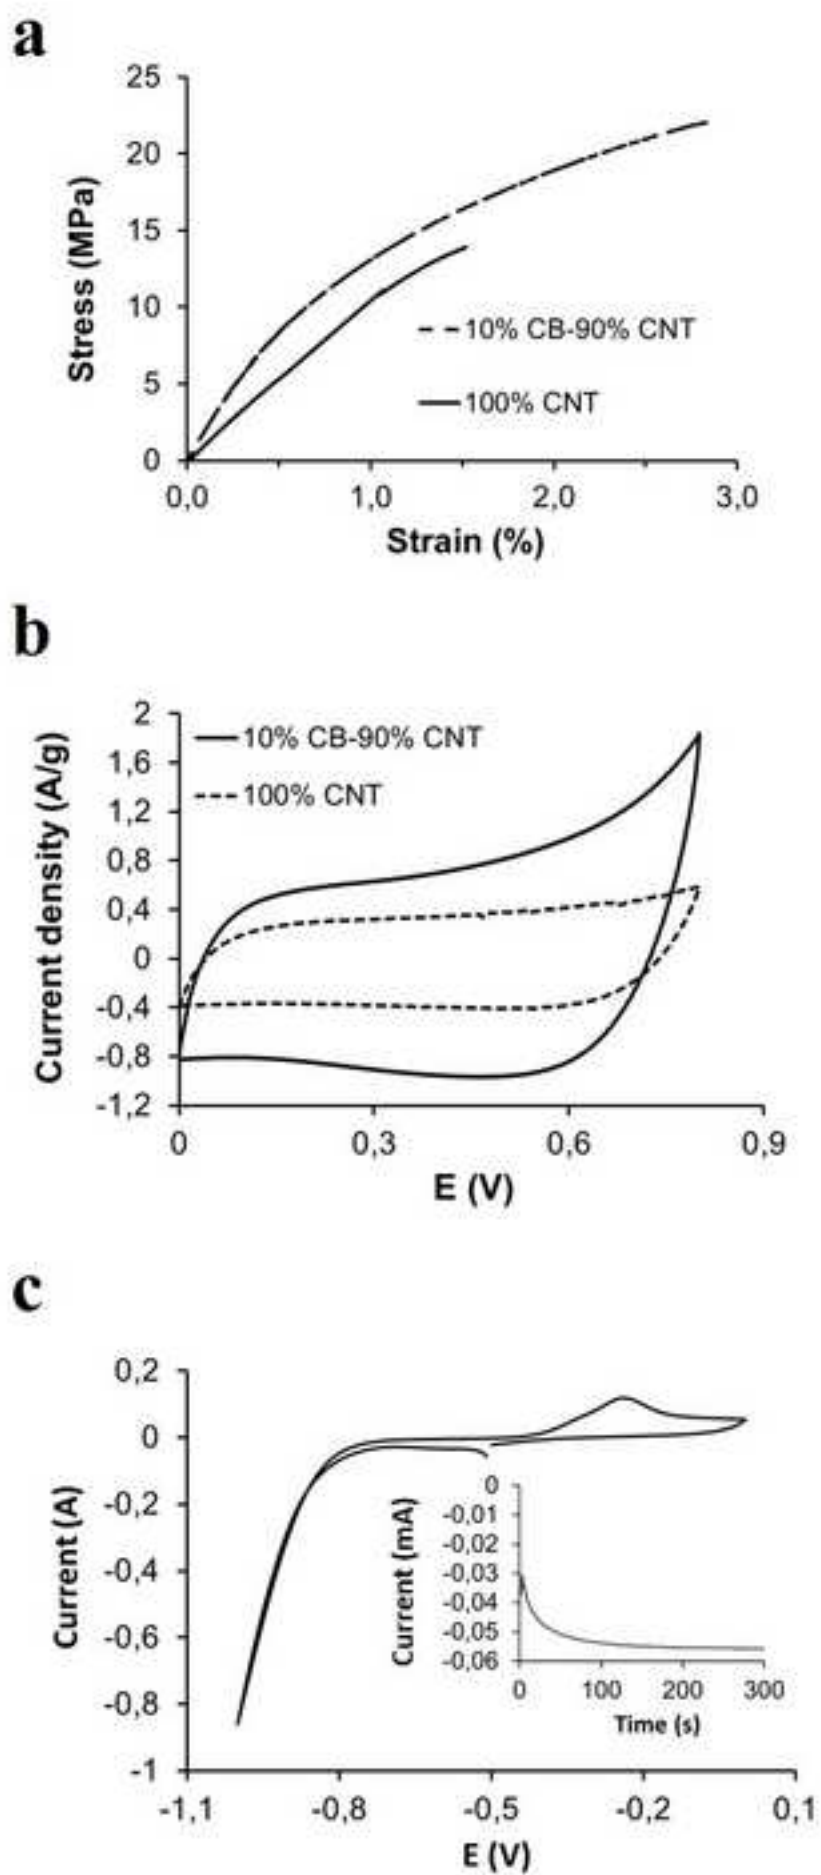 a
25
20
15
10
5
0
Stress (MPa)
10% CB-90% CNT
100% CNT
0,0 1,0 2,0 3,0
Strain (%)
b
2
1,6
1,2
0,8
0,4
0
-0,4
-0,8
-1,2
Current density (A/g)
10% CB-90% CNT
100% CNT
0 0,3 0,6 0,9
E (V)
c
0,2
0
-0,2
-0,4
-0,6
-0,8
-1
Current (A)
0
-0,01
-0,02
-0,03
-0,04
-0,05
-0,06
Current (mA)
0 100 200 300
Time (s)
-1,1 -0,8 -0,5 -0,2 0,1
E (V)